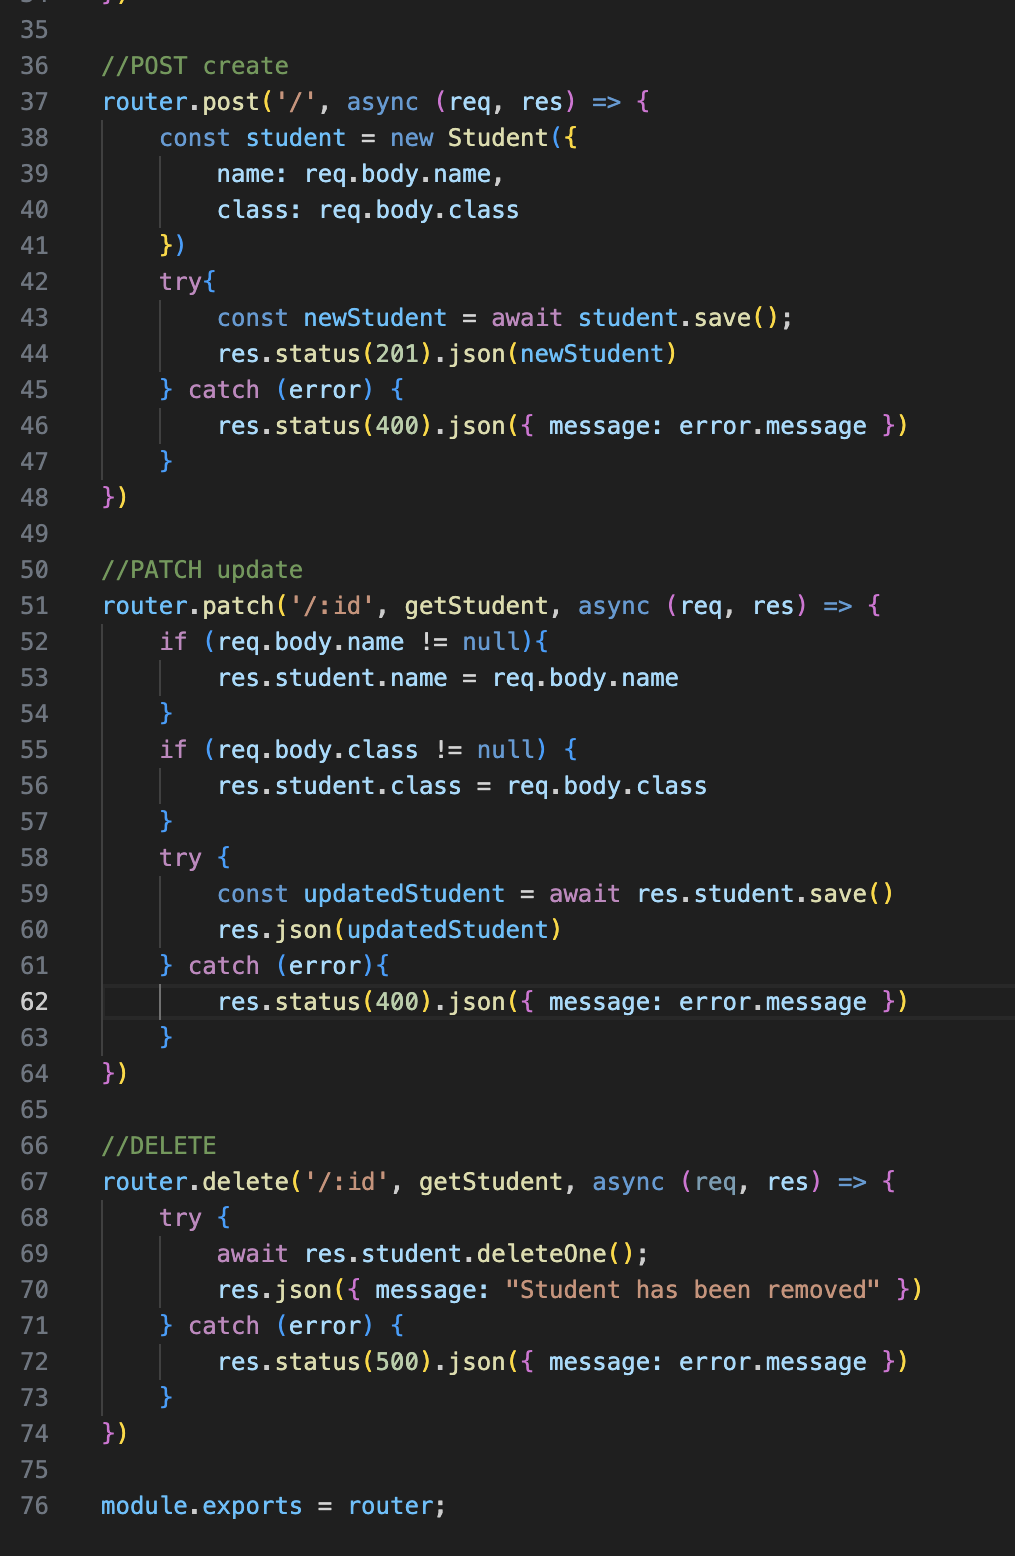 35
36 //POST create
37 router.post('/', async (req, res) => {
38     const student = new Student({
39         name: req.body.name,
40         class: req.body.class
41     })
42     try{
43         const newStudent = await student.save();
44         res.status(201).json(newStudent)
45     } catch (error) {
46         res.status(400).json({ message: error.message })
47     }
48 })
49
50 //PATCH update
51 router.patch('/:id', getStudent, async (req, res) => {
52     if (req.body.name != null){
53         res.student.name = req.body.name
54     }
55     if (req.body.class != null) {
56         res.student.class = req.body.class
57     }
58     try {
59         const updatedStudent = await res.student.save()
60         res.json(updatedStudent)
61     } catch (error){
62         res.status(400).json({ message: error.message })
63     }
64 })
65
66 //DELETE
67 router.delete('/:id', getStudent, async (req, res) => {
68     try {
69         await res.student.deleteOne();
70         res.json({ message: "Student has been removed" })
71     } catch (error) {
72         res.status(500).json({ message: error.message })
73     }
74 })
75
76 module.exports = router;